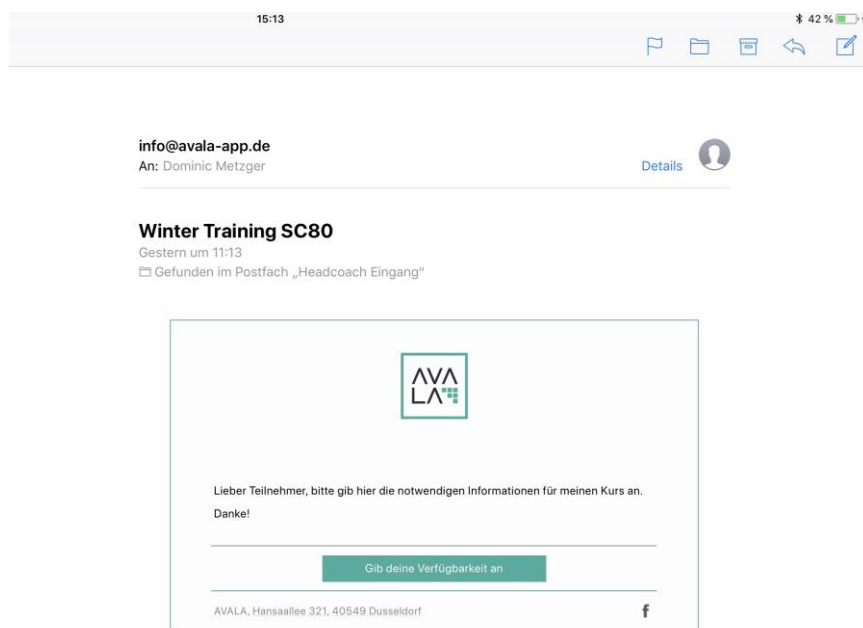 15:13
42 %
info@avala-app.de
An: Dominic Metzger
Details
Winter Training SC80
Gestern um 11:13
Gefunden im Postfach „Headcoach Eingang“
AVA
LA
Lieber Teilnehmer, bitte gib hier die notwendigen Informationen für meinen Kurs an.
Danke!
Gib deine Verfügbarkeit an
AVALA, Hansaallee 321, 40549 Dusseldorf
f